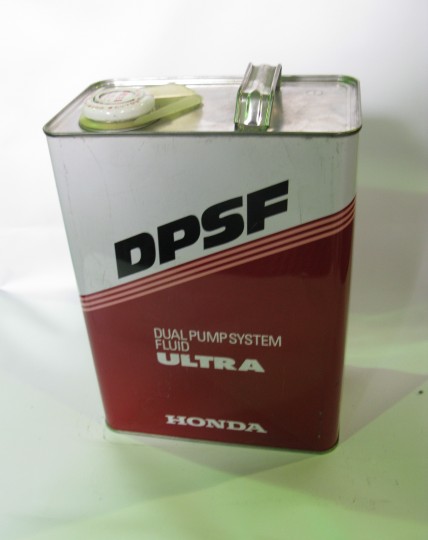 DPSF
DUAL PUMP SYSTEM
FLUID
ULTRA
HONDA